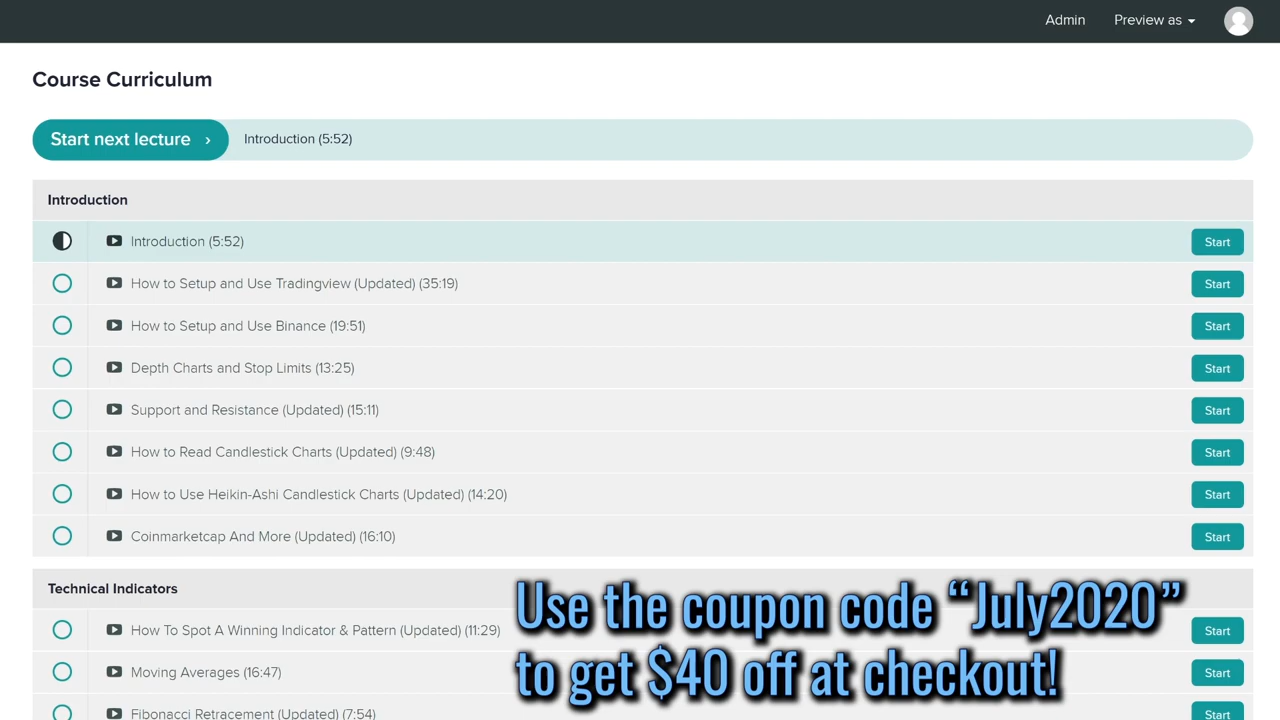 Admin
Preview as
Course Curriculum
Start next lecture › Introduction (5:52)
Introduction
Introduction (5:52) Start
How to Setup and Use Tradingview (Updated) (35:19) Start
How to Setup and Use Binance (19:51) Start
Depth Charts and Stop Limits (13:25) Start
Support and Resistance (Updated) (15:11) Start
How to Read Candlestick Charts (Updated) (9:48) Start
How to Use Heikin-Ashi Candlestick Charts (Updated) (14:20) Start
Coinmarketcap And More (Updated) (16:10) Start
Technical Indicators
Use the coupon code “July2020”
How To Spot A Winning Indicator & Pattern (Updated) (11:29) Start
to get $40 off at checkout!
Moving Averages (16:47) Start
Fibonacci Retracement (Updated) (7:54) Start